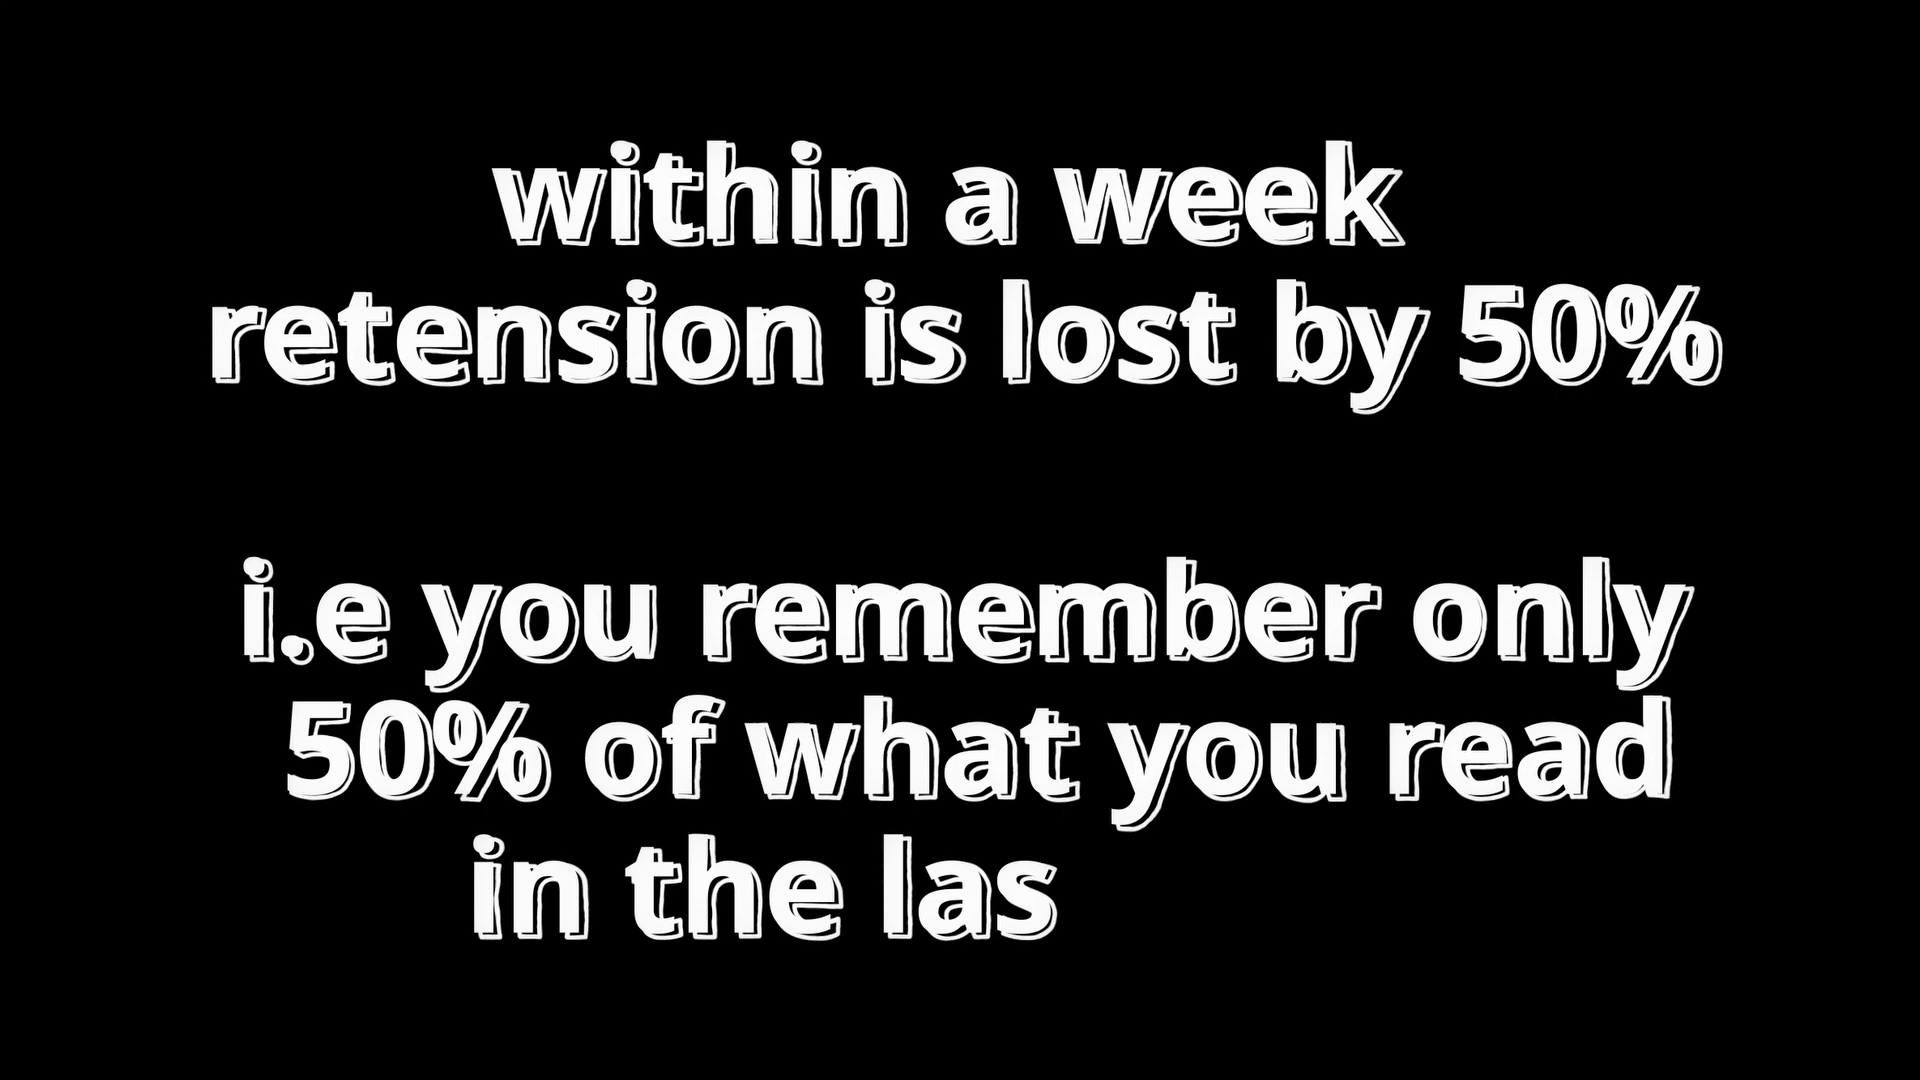 within a week
retension is lost by 50%
i.e you remember only
50% of what you read
in the las